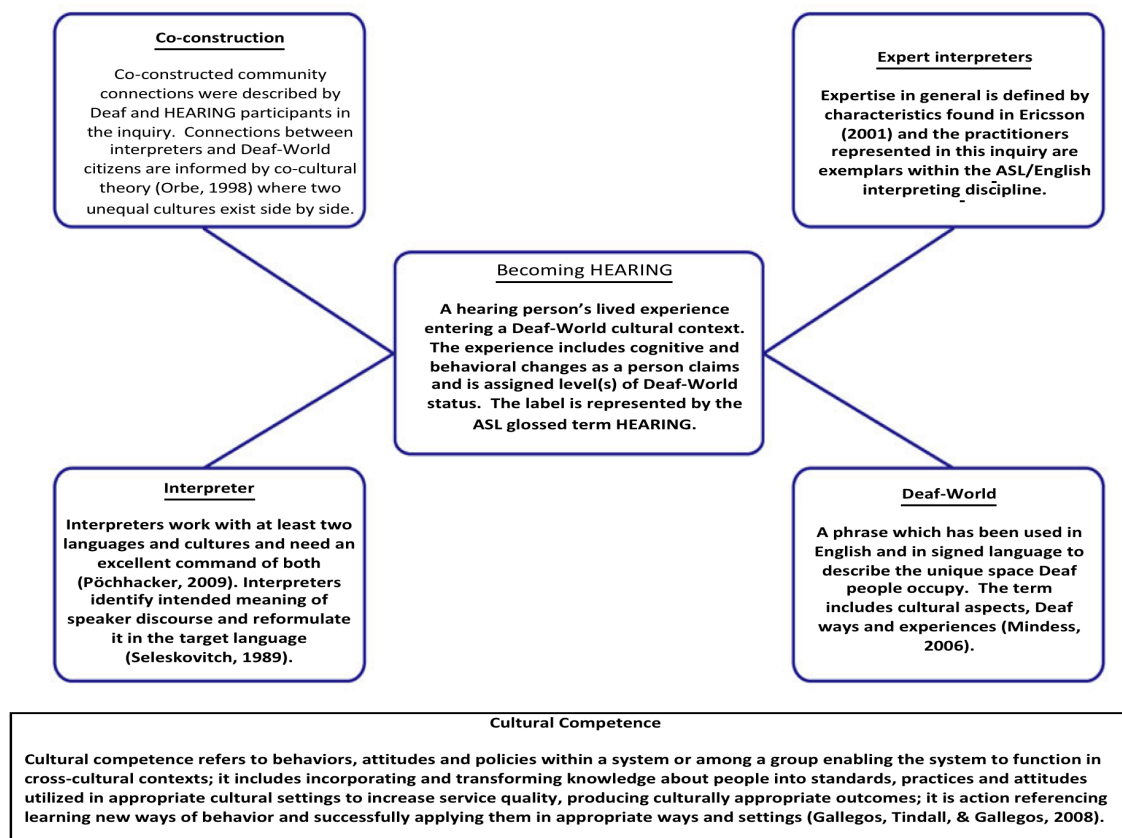 Co-construction
Co-constructed community
connections were described by
Deaf and HEARING participants in
the inquiry.  Connections between
interpreters and Deaf-World
citizens are informed by co-cultural
theory (Orbe, 1998) where two
unequal cultures exist side by side.
Expert interpreters
Expertise in general is defined by
characteristics found in Ericsson
(2001) and the practitioners
represented in this inquiry are
exemplars within the ASL/English
interpreting discipline.
Becoming HEARING
A hearing person’s lived experience
entering a Deaf-World cultural context.
The experience includes cognitive and
behavioral changes as a person claims
and is assigned level(s) of Deaf-World
status.  The label is represented by the
ASL glossed term HEARING.
Interpreter
Interpreters work with at least two
languages and cultures and need an
excellent command of both
(Pöchhacker, 2009). Interpreters
identify intended meaning of
speaker discourse and reformulate
it in the target language
(Seleskovitch, 1989).
Deaf-World
A phrase which has been used in
English and in signed language to
describe the unique space Deaf
people occupy.  The term
includes cultural aspects, Deaf
ways and experiences (Mindess,
2006).
Cultural Competence
Cultural competence refers to behaviors, attitudes and policies within a system or among a group enabling the system to function in
cross-cultural contexts; it includes incorporating and transforming knowledge about people into standards, practices and attitudes
utilized in appropriate cultural settings to increase service quality, producing culturally appropriate outcomes; it is action referencing
learning new ways of behavior and successfully applying them in appropriate ways and settings (Gallegos, Tindall, & Gallegos, 2008).